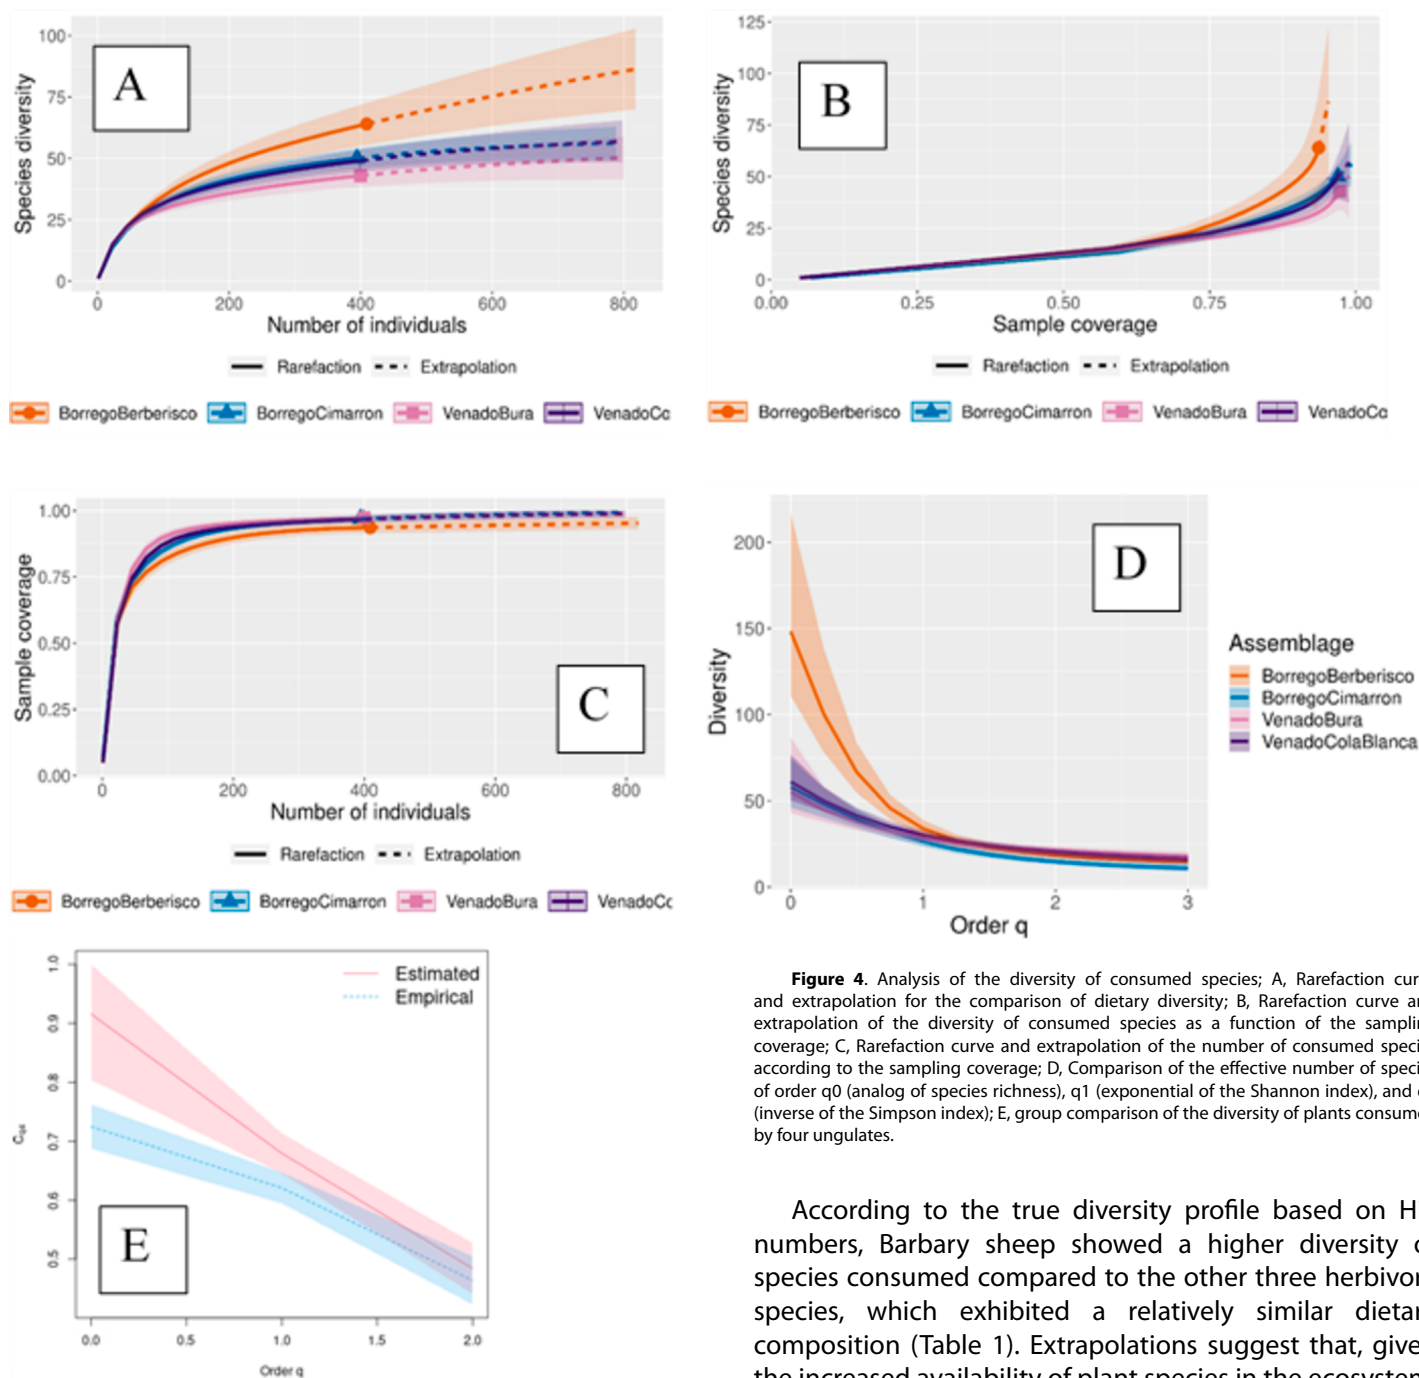 A
Species diversity
100
75
50
25
0
0 200 400 600 800
Number of individuals
Rarefaction Extrapolation
BorregoBerberisco BorregoCimarron VenadoBura VenadoCo
B
Species diversity
125
100
75
50
25
0
0.00 0.25 0.50 0.75 1.00
Sample coverage
Rarefaction Extrapolation
BorregoBerberisco BorregoCimarron VenadoBura VenadoCo
C
Sample coverage
1.00
0.75
0.50
0.25
0.00
0 200 400 600 800
Number of individuals
Rarefaction Extrapolation
BorregoBerberisco BorregoCimarron VenadoBura VenadoCo
D
Diversity
200
150
100
50
0
0 1 2 3
Order q
Assemblage
BorregoBerberisco
BorregoCimarron
VenadoBura
VenadoColaBlanca
E
1.0
0.9
0.8
0.7
0.6
0.5
0.0 0.5 1.0 1.5 2.0
Order q
Estimated
Empirical
Figure 4. Analysis of the diversity of consumed species; A, Rarefaction cur
and extrapolation for the comparison of dietary diversity; B, Rarefaction curve an
extrapolation of the diversity of consumed species as a function of the samplin
coverage; C, Rarefaction curve and extrapolation of the number of consumed speci
according to the sampling coverage; D, Comparison of the effective number of speci
of order q0 (analog of species richness), q1 (exponential of the Shannon index), and
(inverse of the Simpson index); E, group comparison of the diversity of plants consume
by four ungulates.
According to the true diversity profile based on H
numbers, Barbary sheep showed a higher diversity
species consumed compared to the other three herbivor
species, which exhibited a relatively similar dietar
composition (Table 1). Extrapolations suggest that, give
the increased availability of plant species in the ecosystem